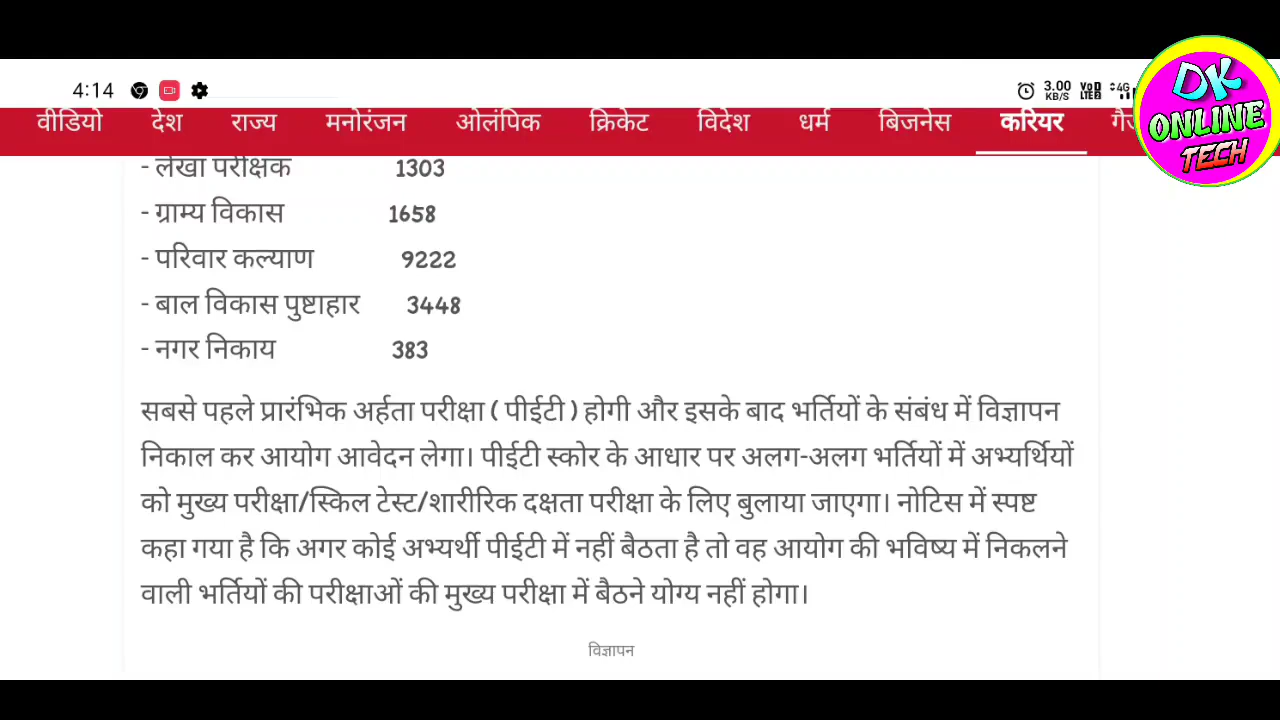 4:14
3.00
KB/S
VoD
LTE2
4G
वीडियो देश राज्य मनोरंजन ओलंपिक क्रिकेट विदेश धर्म बिजनेस करियर
DK
ONLINE
TECH
- लेखा परीक्षक 1303
- ग्राम्य विकास 1658
- परिवार कल्याण 9222
- बाल विकास पुष्टाहार 3448
- नगर निकाय 383
सबसे पहले प्रारंभिक अर्हता परीक्षा ( पीईटी ) होगी और इसके बाद भर्तियों के संबंध में विज्ञापन
निकाल कर आयोग आवेदन लेगा। पीईटी स्कोर के आधार पर अलग-अलग भर्तियों में अभ्यर्थियों
को मुख्य परीक्षा/स्किल टेस्ट/शारीरिक दक्षता परीक्षा के लिए बुलाया जाएगा। नोटिस में स्पष्ट
कहा गया है कि अगर कोई अभ्यर्थी पीईटी में नहीं बैठता है तो वह आयोग की भविष्य में निकलने
वाली भर्तियों की परीक्षाओं की मुख्य परीक्षा में बैठने योग्य नहीं होगा।
विज्ञापन